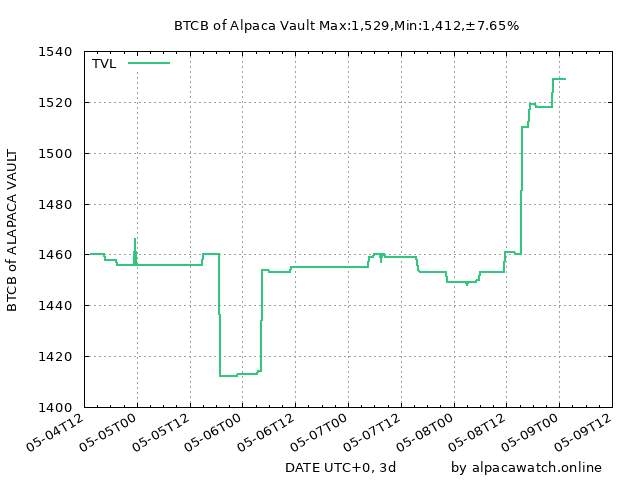 BTCB of Alpaca Vault Max:1,529,Min:1,412,±7.65%
TVL
BTCB of ALAPACA VAULT
1540
1520
1500
1480
1460
1440
1420
1400
05-04T12
05-05T00
05-05T12
05-06T00
05-06T12
05-07T00
05-07T12
05-08T00
05-08T12
05-09T00
05-09T12
DATE UTC+0, 3d
by alpacawatch.online